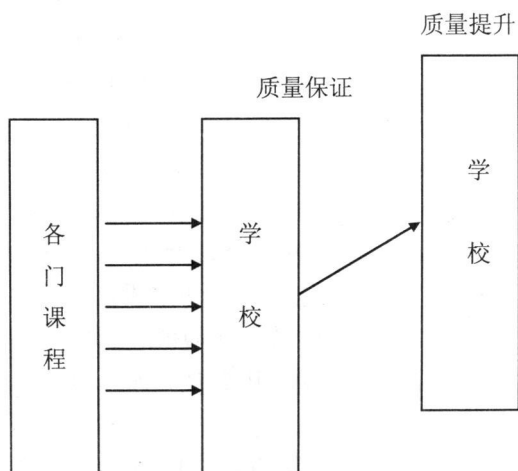 质量提升
质量保证
各门课程
学校
学校